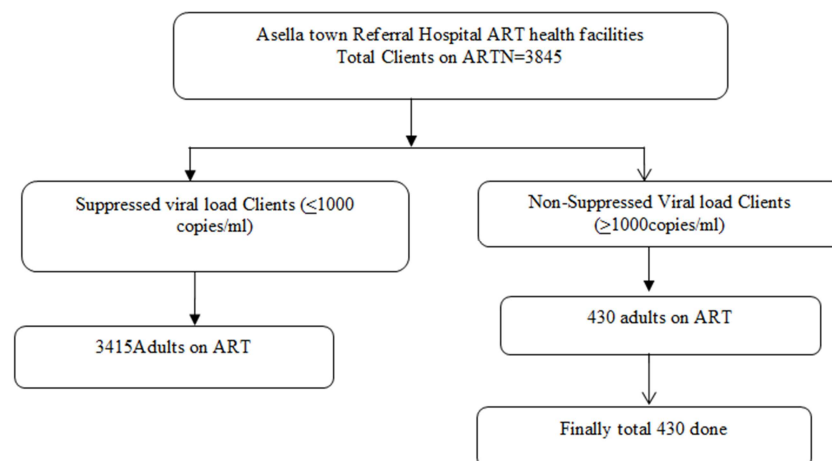 Asella town Referral Hospital ART health facilities
Total Clients on ARTN=3845
Suppressed viral load Clients (≤1000
copies/ml)
Non-Suppressed Viral load Clients
(≥1000copies/ml)
3415Adults on ART
430 adults on ART
Finally total 430 done